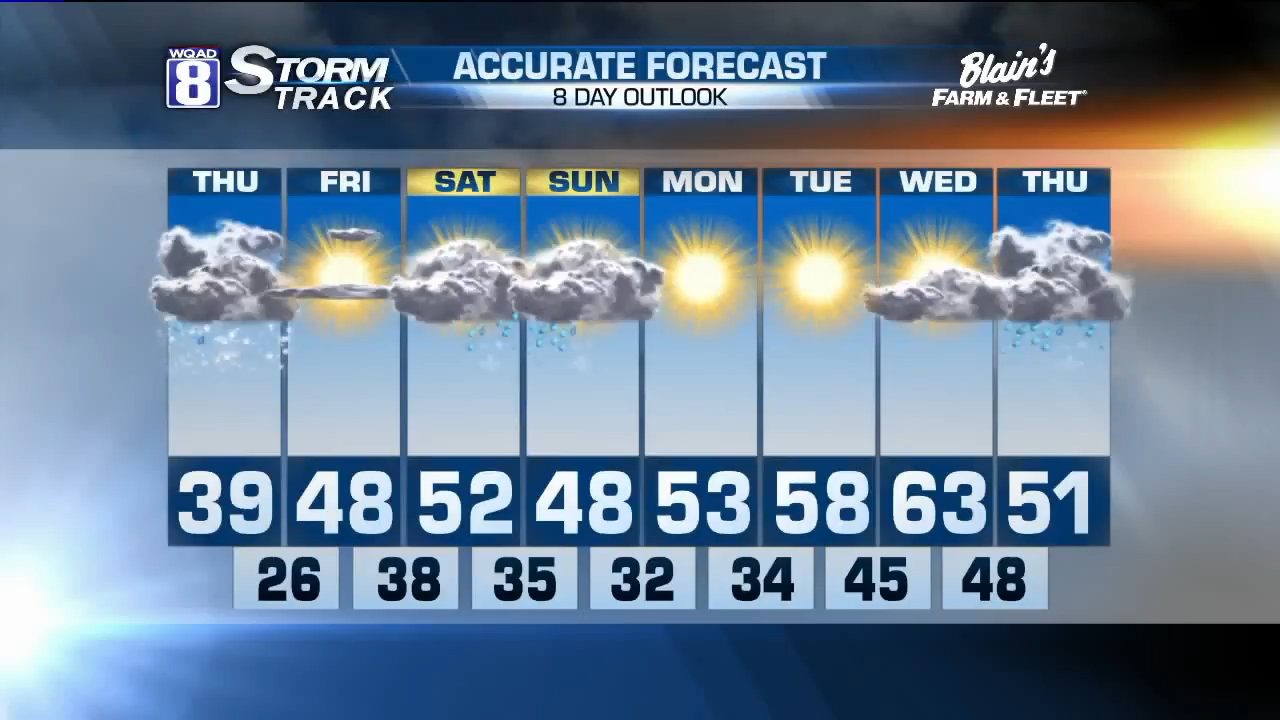 WQAD
8
STORM
TRACK
ACCURATE FORECAST
8 DAY OUTLOOK
Blain's
FARM & FLEET
THU FRI SAT SUN MON TUE WED THU
39 48 52 48 53 58 63 51
26 38 35 32 34 45 48